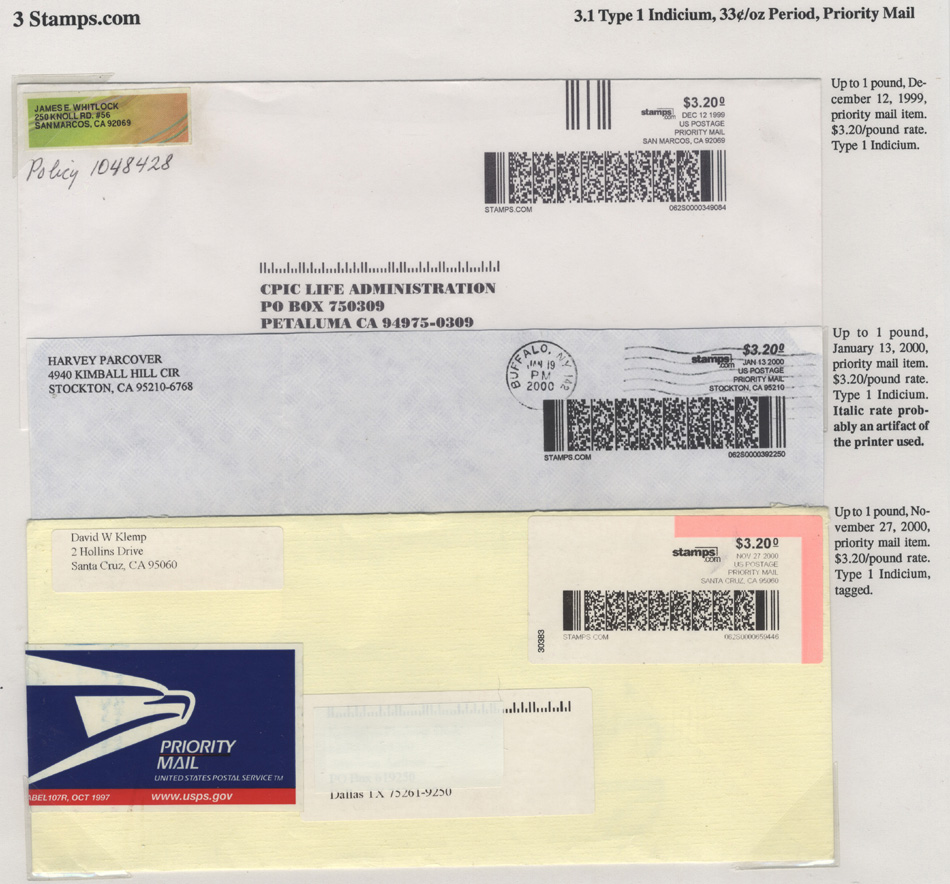 3 Stamps.com
3.1 Type 1 Indicium, 33¢/oz Period, Priority Mail
JAMES E. WHITLOCK
250 KNOLL RD. #56
SAN MARCOS, CA 92069
Policy 1048428
stamps.com
$3.20⁰
DEC 12 1999
US POSTAGE
PRIORITY MAIL
SAN MARCOS, CA 92069
STAMPS.COM
062S0000349084
CPIC LIFE ADMINISTRATION
PO BOX 750309
PETALUMA CA 94975-0309
Up to 1 pound, De-
cember 12, 1999,
priority mail item.
$3.20/pound rate.
Type 1 Indicium.
HARVEY PARCOVER
4940 KIMBALL HILL CIR
STOCKTON, CA 95210-6768
BUFFALO, NY 142
JAN 19
PM
2000
stamps.com
$3.20⁰
JAN 13 2000
US POSTAGE
PRIORITY MAIL
STOCKTON, CA 95210
STAMPS.COM
062S0000392250
Up to 1 pound,
January 13, 2000,
priority mail item.
$3.20/pound rate.
Type 1 Indicium.
Italic rate prob-
ably an artifact of
the printer used.
David W Klemp
2 Hollins Drive
Santa Cruz, CA 95060
stamps.com
$3.20⁰
NOV 27 2000
US POSTAGE
PRIORITY MAIL
SANTA CRUZ, CA 95060
30383
STAMPS.COM
062S0000659446
Up to 1 pound, No-
vember 27, 2000,
priority mail item.
$3.20/pound rate.
Type 1 Indicium,
tagged.
PRIORITY
MAIL
UNITED STATES POSTAL SERVICE TM
ABEL107R, OCT 1997
www.usps.gov
Dallas TX 75261-9250